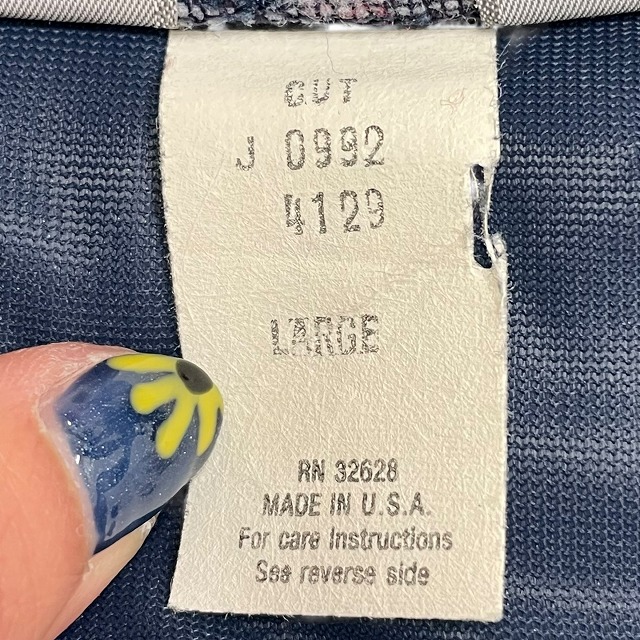 CUT
J 0992
4129
LARGE
RN 32628
MADE IN U.S.A.
For care Instructions
See reverse side